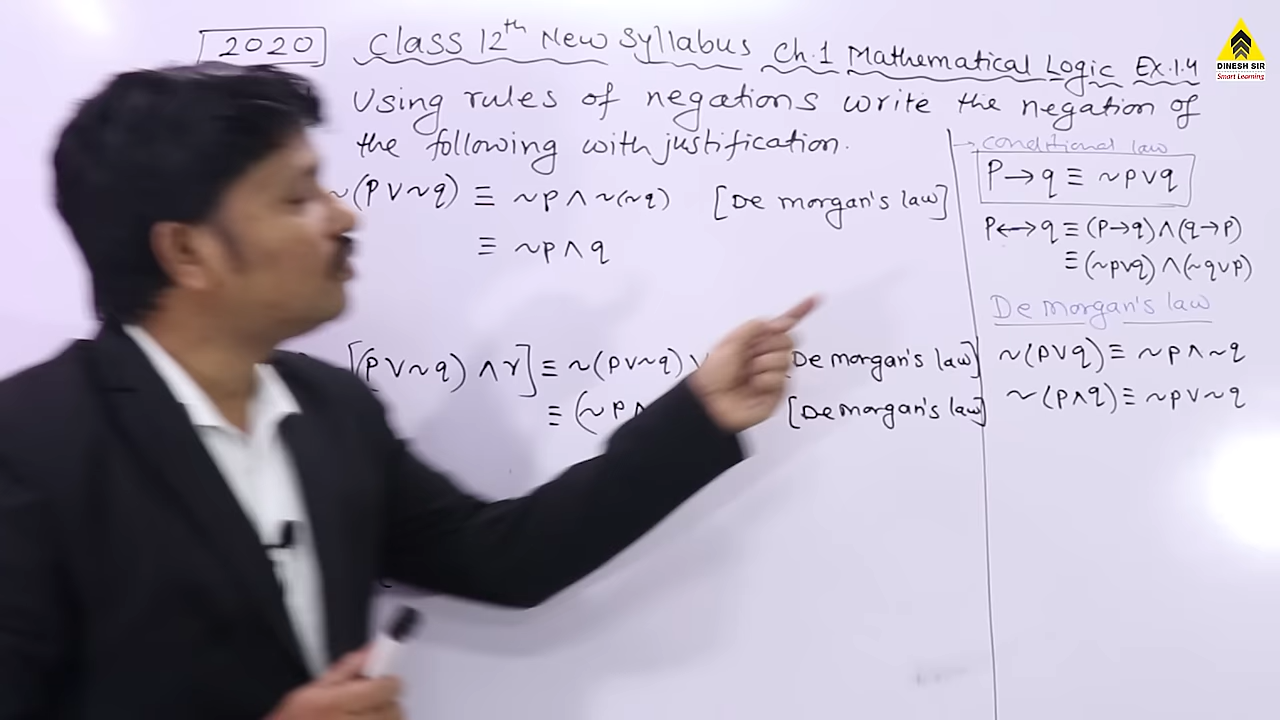 2020 Class 12th New Syllabus Ch.1 Mathematical Logic Ex.1.4
DINESH SIR
Smart Learning
Using rules of negations write the negation of
the following with justification.
~(p∨~q) ≡ ~p∧~(~q) [De morgan's law]
≡ ~p∧q
[(p∨~q) ∧r] ≡ ~(p∨~q) ∨ [De morgan's law]
≡ (~p∧ [De morgan's law]
→ conditional law
P→q ≡ ~p∨q
P↔q ≡ (P→q)∧(q→P)
≡ (~p∨q) ∧(~q∨p)
De morgan's law
~(p∨q) ≡ ~p∧~q
~(p∧q) ≡ ~p∨~q